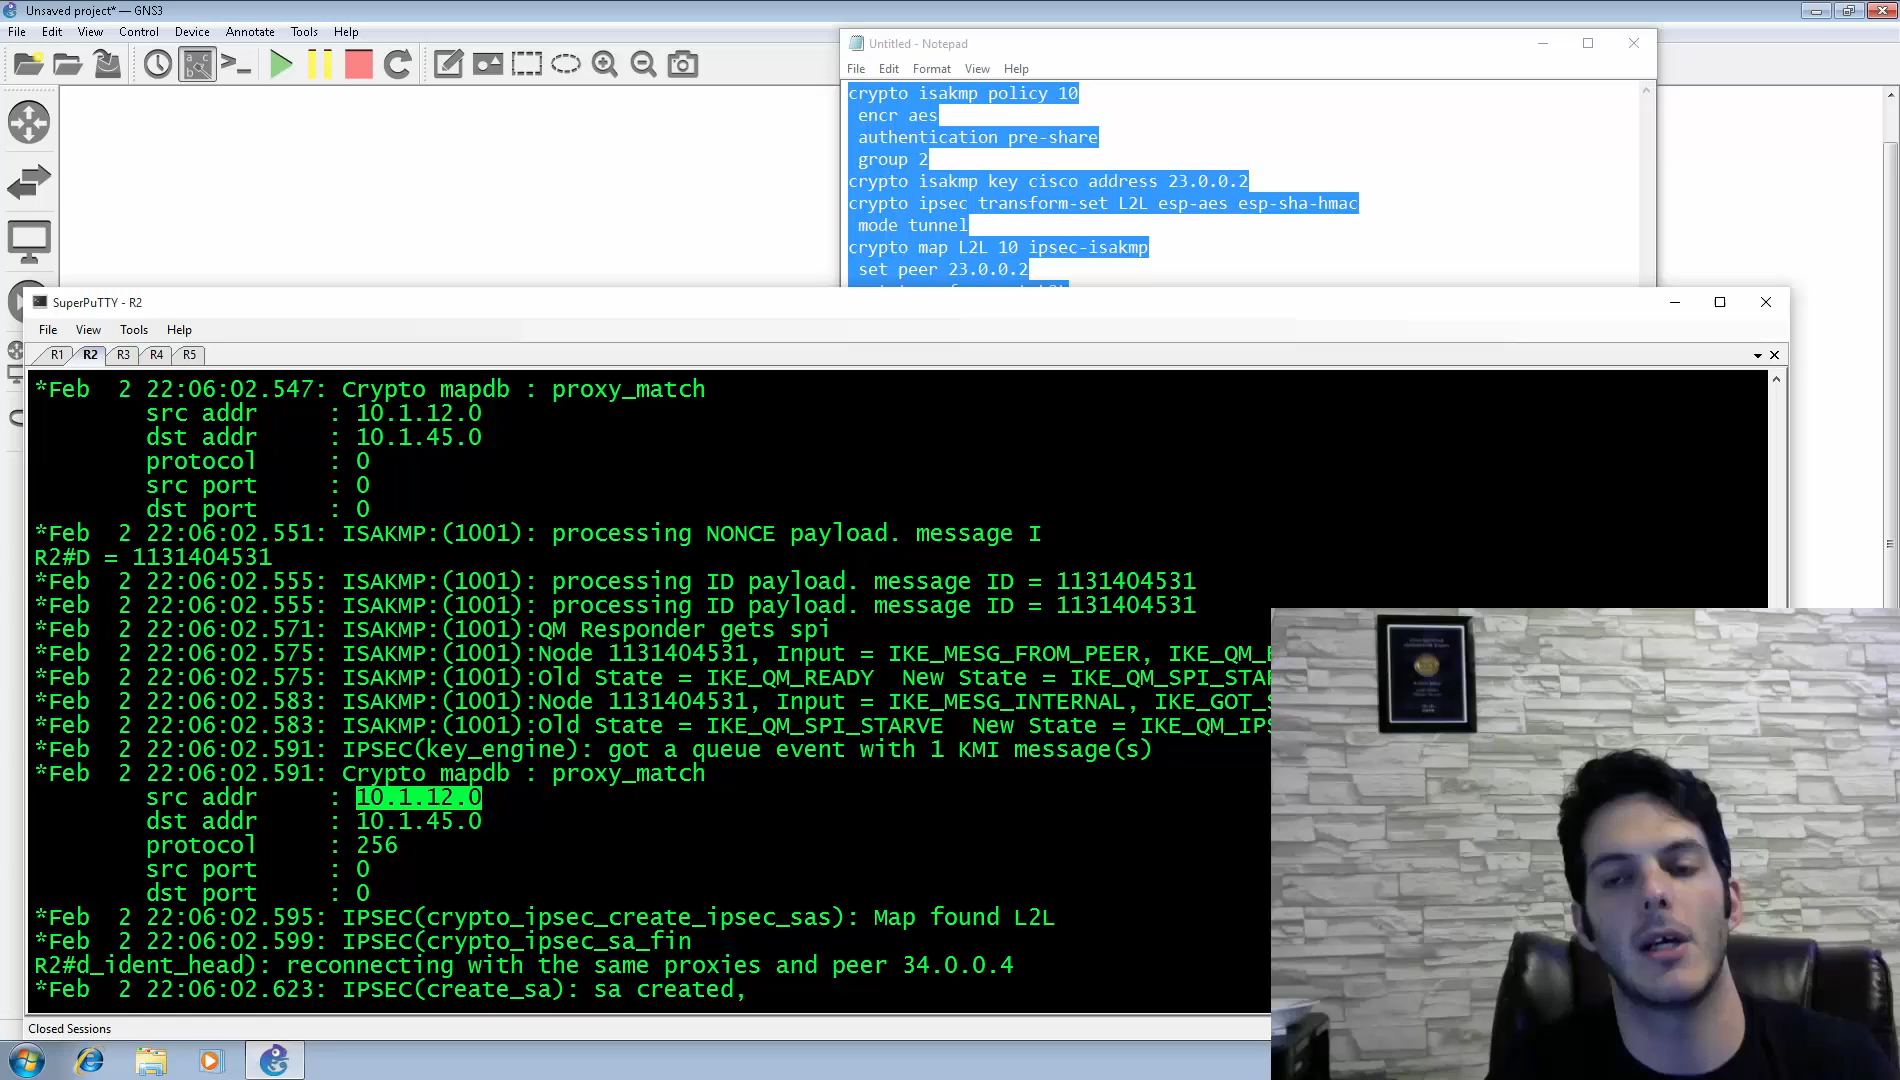 Unsaved project* — GNS3
File Edit View Control Device Annotate Tools Help
Untitled - Notepad
File Edit Format View Help
crypto isakmp policy 10
encr aes
authentication pre-share
group 2
crypto isakmp key cisco address 23.0.0.2
crypto ipsec transform-set L2L esp-aes esp-sha-hmac
mode tunnel
crypto map L2L 10 ipsec-isakmp
set peer 23.0.0.2
SuperPuTTY - R2
File View Tools Help
R1 R2 R3 R4 R5
*Feb  2 22:06:02.547: Crypto mapdb : proxy_match
src addr : 10.1.12.0
dst addr : 10.1.45.0
protocol : 0
src port : 0
dst port : 0
*Feb  2 22:06:02.551: ISAKMP:(1001): processing NONCE payload. message I
R2#D = 1131404531
*Feb  2 22:06:02.555: ISAKMP:(1001): processing ID payload. message ID = 1131404531
*Feb  2 22:06:02.555: ISAKMP:(1001): processing ID payload. message ID = 1131404531
*Feb  2 22:06:02.571: ISAKMP:(1001):QM Responder gets spi
*Feb  2 22:06:02.575: ISAKMP:(1001):Node 1131404531, Input = IKE_MESG_FROM_PEER, IKE_QM_
*Feb  2 22:06:02.575: ISAKMP:(1001):Old State = IKE_QM_READY  New State = IKE_QM_SPI_STA
*Feb  2 22:06:02.583: ISAKMP:(1001):Node 1131404531, Input = IKE_MESG_INTERNAL, IKE_GOT_
*Feb  2 22:06:02.583: ISAKMP:(1001):Old State = IKE_QM_SPI_STARVE  New State = IKE_QM_IPS
*Feb  2 22:06:02.591: IPSEC(key_engine): got a queue event with 1 KMI message(s)
*Feb  2 22:06:02.591: Crypto mapdb : proxy_match
src addr : 10.1.12.0
dst addr : 10.1.45.0
protocol : 256
src port : 0
dst port : 0
*Feb  2 22:06:02.595: IPSEC(crypto_ipsec_create_ipsec_sas): Map found L2L
*Feb  2 22:06:02.599: IPSEC(crypto_ipsec_sa_fin
R2#d_ident_head): reconnecting with the same proxies and peer 34.0.0.4
*Feb  2 22:06:02.623: IPSEC(create_sa): sa created,
Closed Sessions